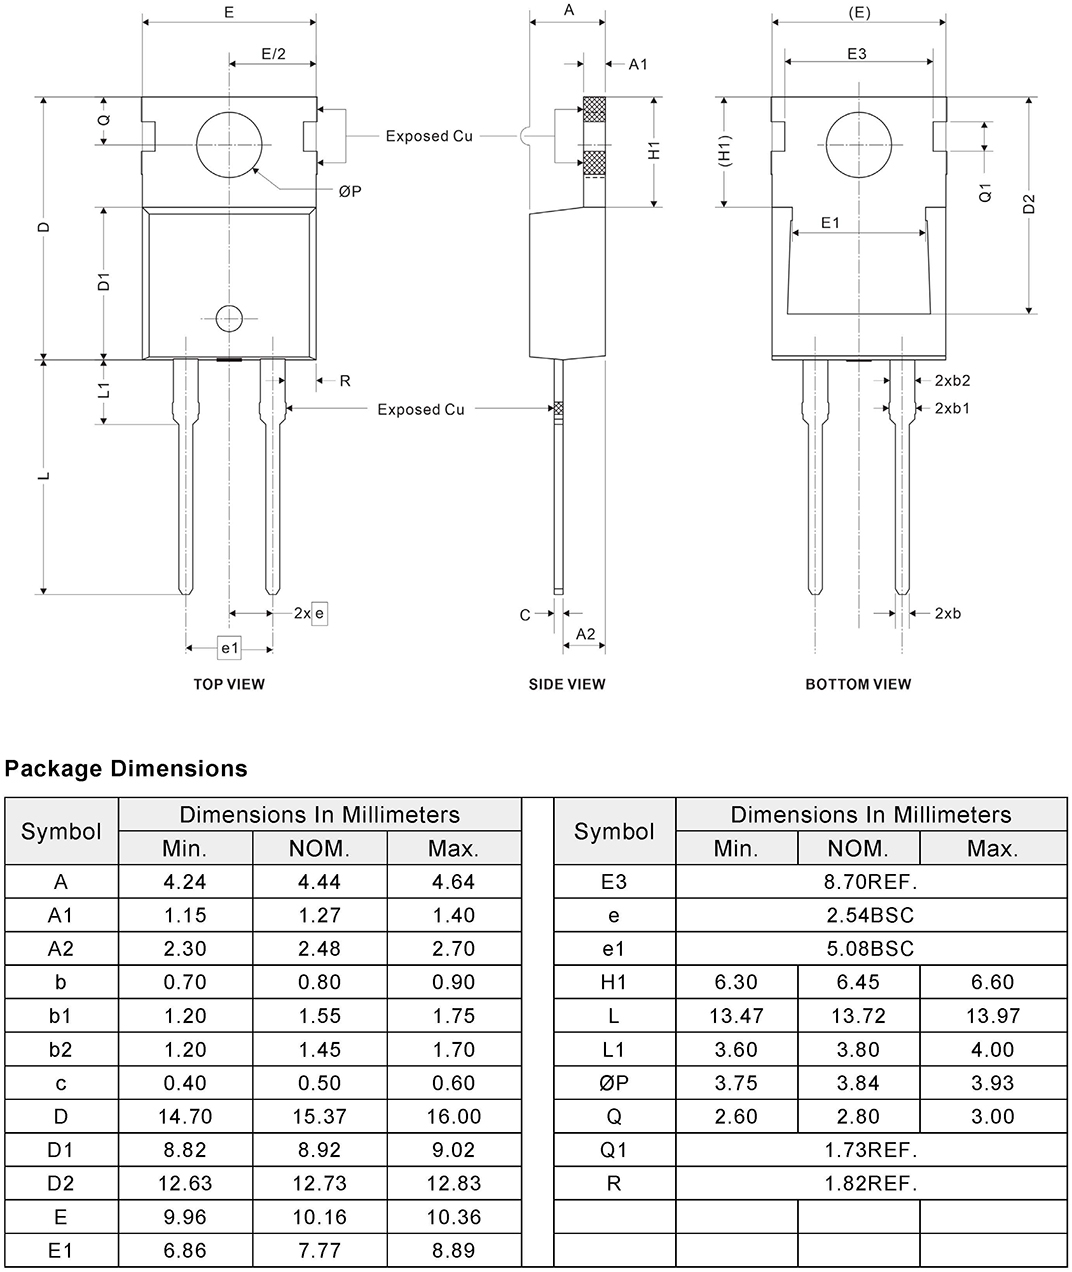 E
E/2
Q
Exposed Cu
ØP
D
D1
L1
R
Exposed Cu
L
2xe
e1
TOP VIEW
A
A1
H1
C
A2
SIDE VIEW
(E)
E3
(H1)
Q1
D2
E1
2xb2
2xb1
2xb
BOTTOM VIEW
Package Dimensions
Symbol Dimensions In Millimeters
Min. NOM. Max.
A 4.24 4.44 4.64
A1 1.15 1.27 1.40
A2 2.30 2.48 2.70
b 0.70 0.80 0.90
b1 1.20 1.55 1.75
b2 1.20 1.45 1.70
c 0.40 0.50 0.60
D 14.70 15.37 16.00
D1 8.82 8.92 9.02
D2 12.63 12.73 12.83
E 9.96 10.16 10.36
E1 6.86 7.77 8.89
Symbol Dimensions In Millimeters
Min. NOM. Max.
E3 8.70REF.
e 2.54BSC
e1 5.08BSC
H1 6.30 6.45 6.60
L 13.47 13.72 13.97
L1 3.60 3.80 4.00
ØP 3.75 3.84 3.93
Q 2.60 2.80 3.00
Q1 1.73REF.
R 1.82REF.